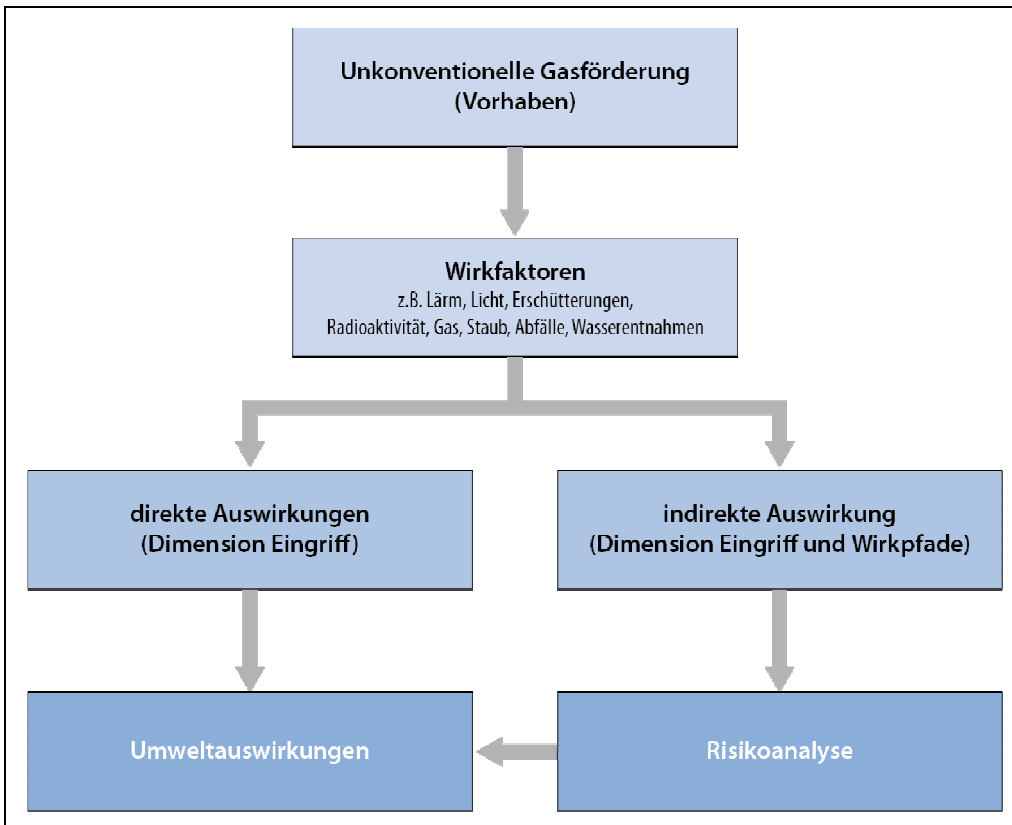 Unkonventionelle Gasförderung
(Vorhaben)
Wirkfaktoren
z.B. Lärm, Licht, Erschütterungen,
Radioaktivität, Gas, Staub, Abfälle, Wasserentnahmen
direkte Auswirkungen
(Dimension Eingriff)
indirekte Auswirkung
(Dimension Eingriff und Wirkpfade)
Umweltauswirkungen
Risikoanalyse